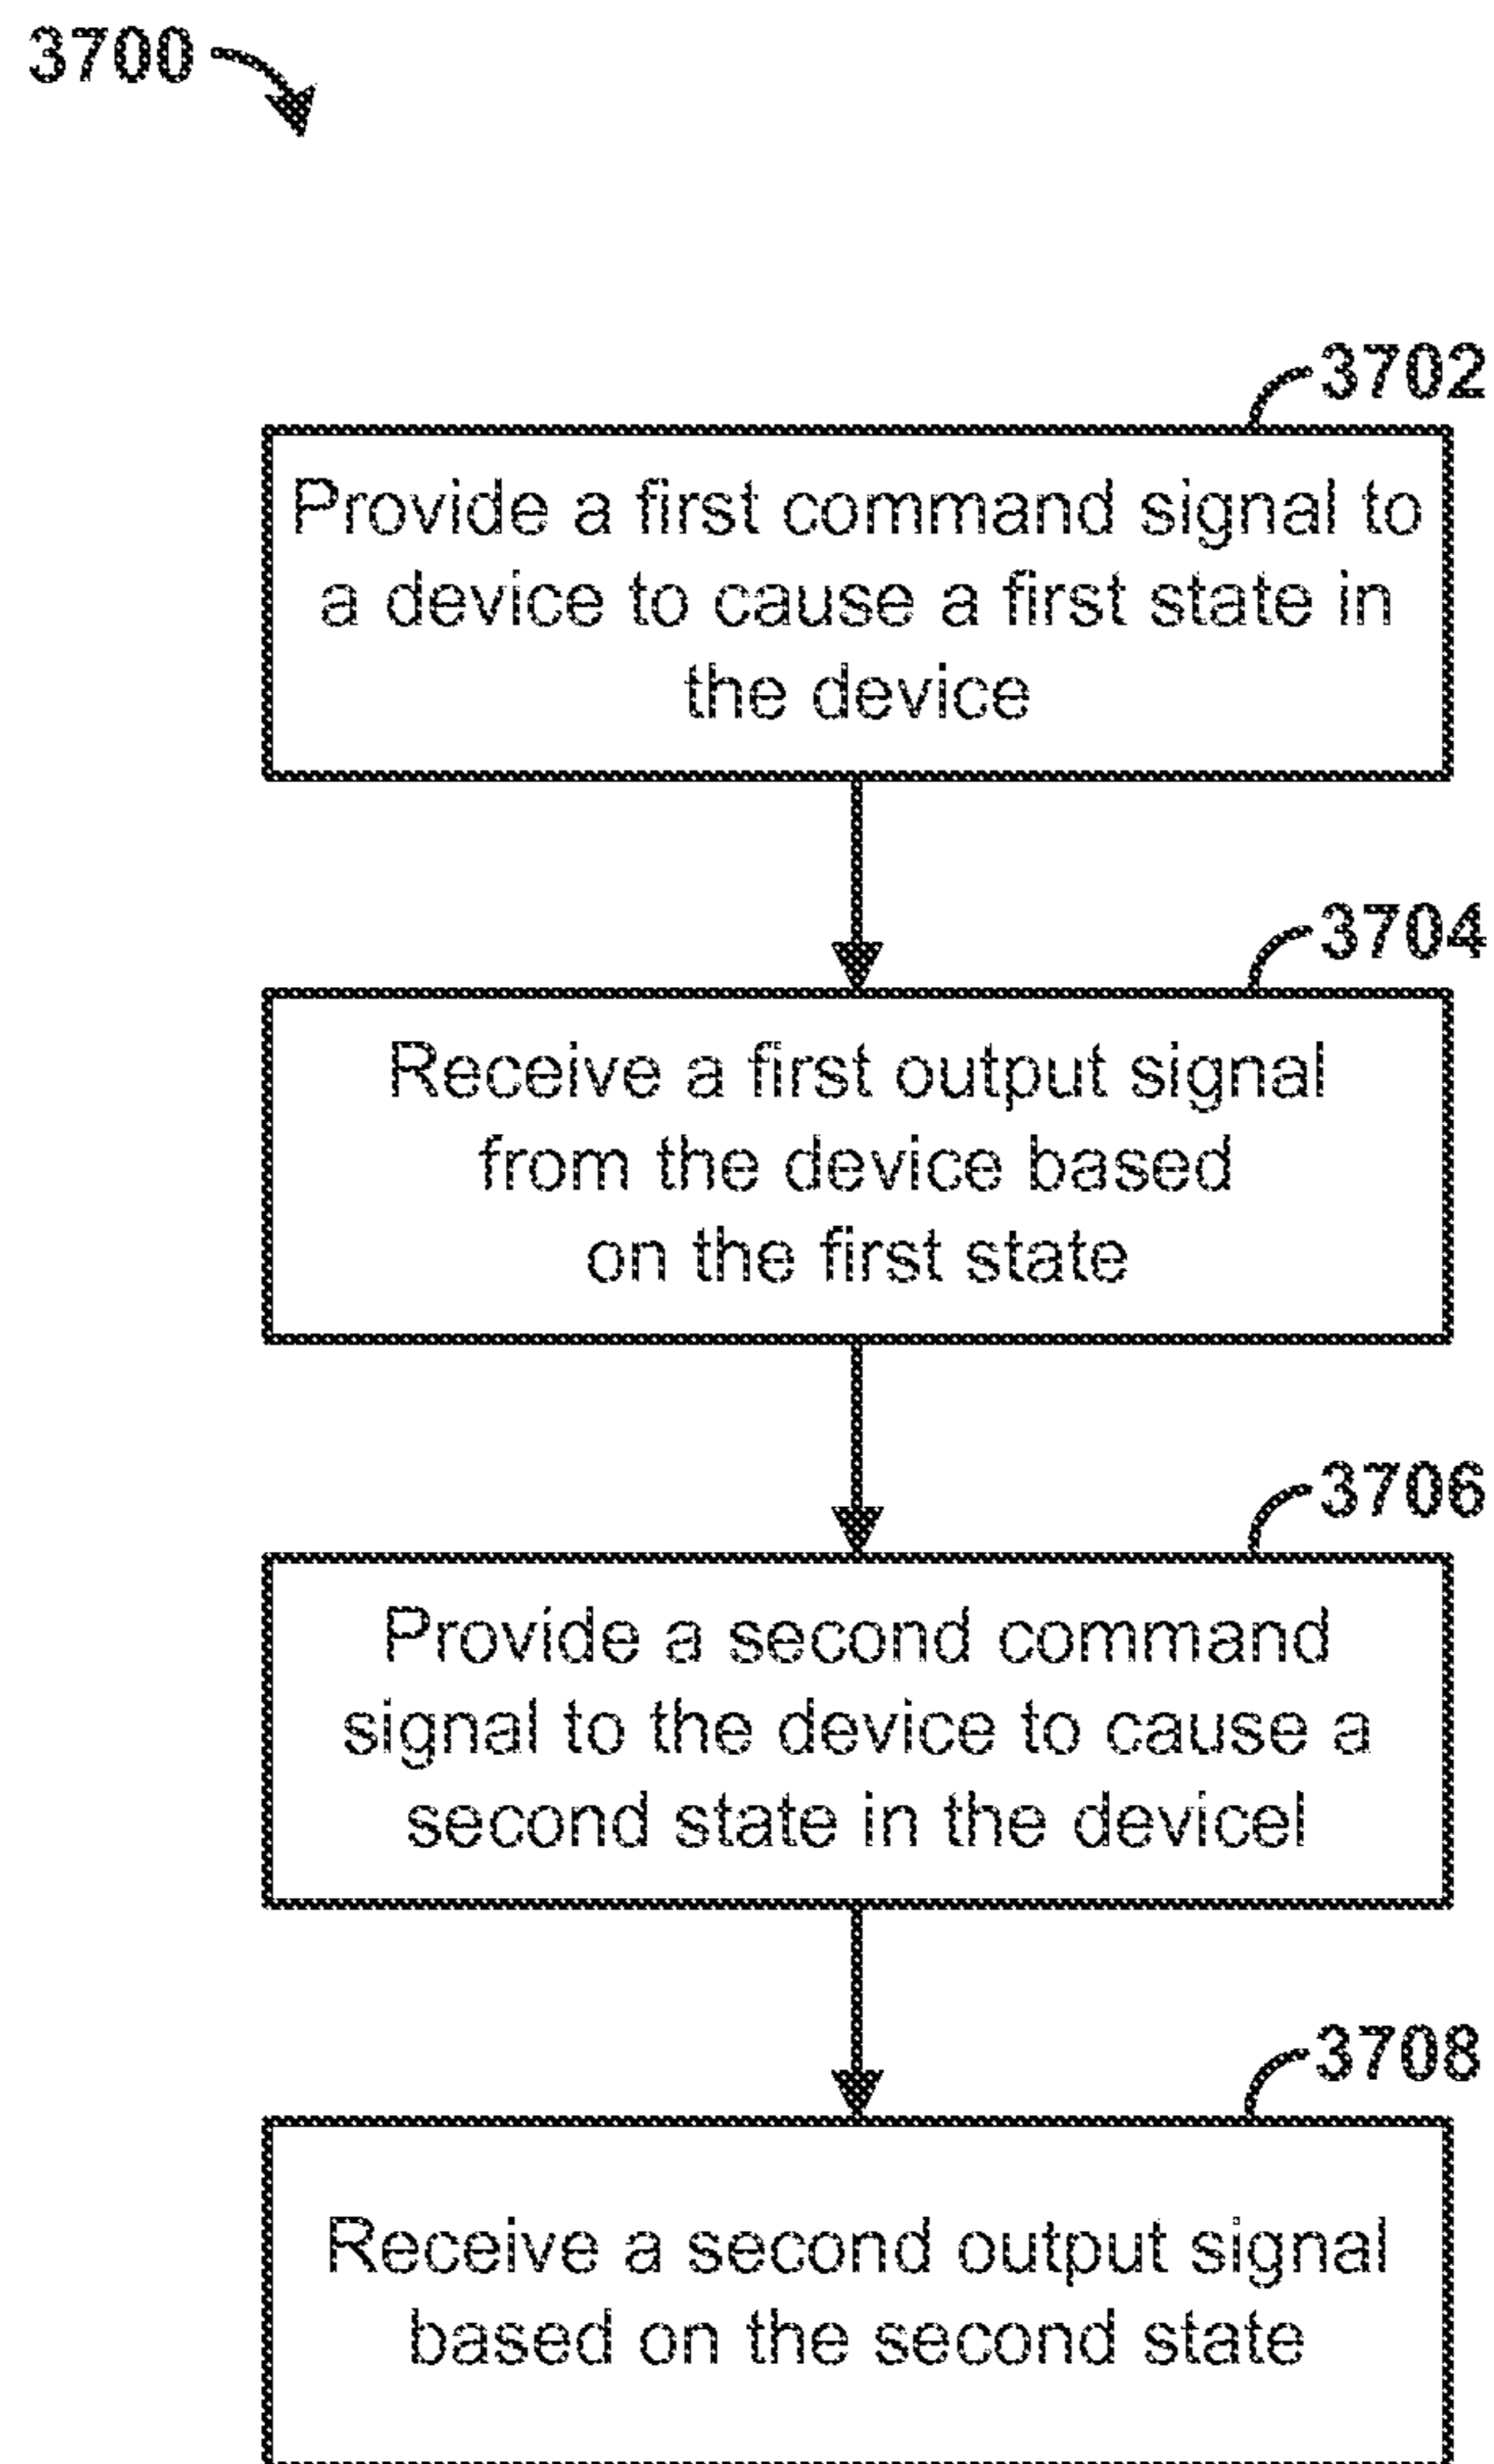 3700
3702
Provide a first command signal to
a device to cause a first state in
the device
3704
Receive a first output signal
from the device based
on the first state
3706
Provide a second command
signal to the device to cause a
second state in the devicel
3708
Receive a second output signal
based on the second state